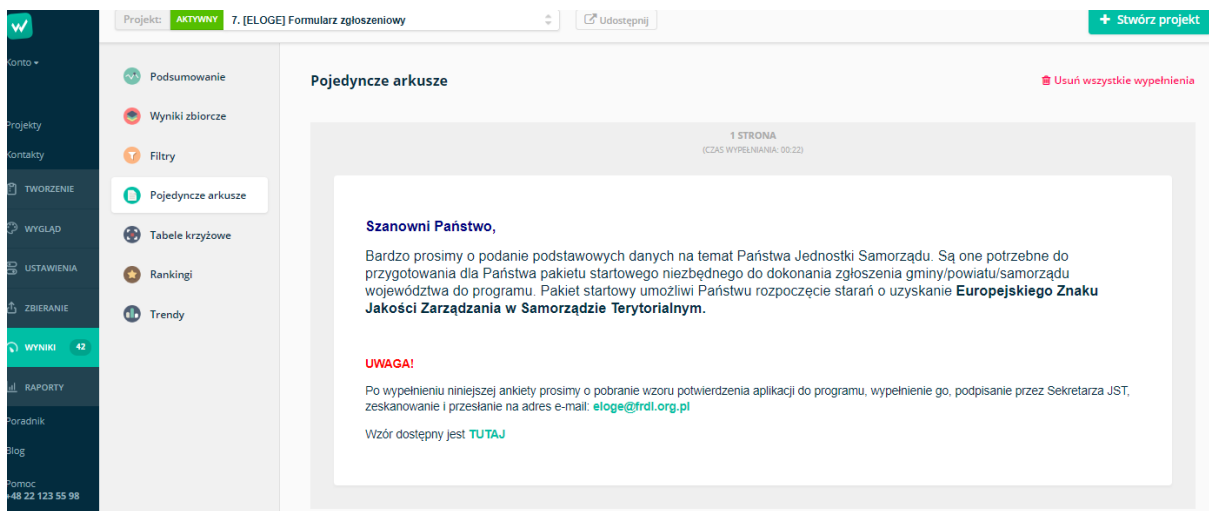 Projekt: AKTYWNY 7. [ELOGE] Formularz zgłoszeniowy
Udostępnij
+ Stwórz projekt
Konto
Projekty
Kontakty
TWORZENIE
WYGLĄD
USTAWIENIA
ZBIERANIE
WYNIKI 42
RAPORTY
Poradnik
Blog
Pomoc
+48 22 123 55 98
Podsumowanie
Wyniki zbiorcze
Filtry
Pojedyncze arkusze
Tabele krzyżowe
Rankingi
Trendy
Pojedyncze arkusze
Usuń wszystkie wypełnienia
1 STRONA
(CZAS WYPEŁNIANIA: 00:22)
Szanowni Państwo,
Bardzo prosimy o podanie podstawowych danych na temat Państwa Jednostki Samorządu. Są one potrzebne do
przygotowania dla Państwa pakietu startowego niezbędnego do dokonania zgłoszenia gminy/powiatu/samorządu
województwa do programu. Pakiet startowy umożliwi Państwu rozpoczęcie starań o uzyskanie Europejskiego Znaku
Jakości Zarządzania w Samorządzie Terytorialnym.
UWAGA!
Po wypełnieniu niniejszej ankiety prosimy o pobranie wzoru potwierdzenia aplikacji do programu, wypełnienie go, podpisanie przez Sekretarza JST,
zeskanowanie i przesłanie na adres e-mail: eloge@frdl.org.pl
Wzór dostępny jest TUTAJ